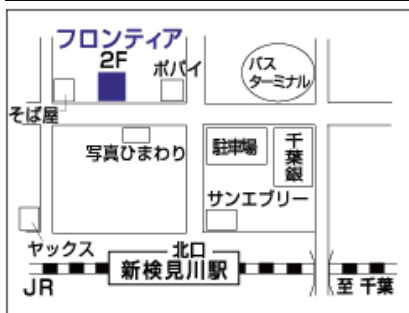 フロンティア
2F
ポパイ
バス
ターミナル
そば屋
写真ひまわり
駐車場
千葉銀
サンエブリー
ヤックス
北口
新検見川駅
JR
至 千葉